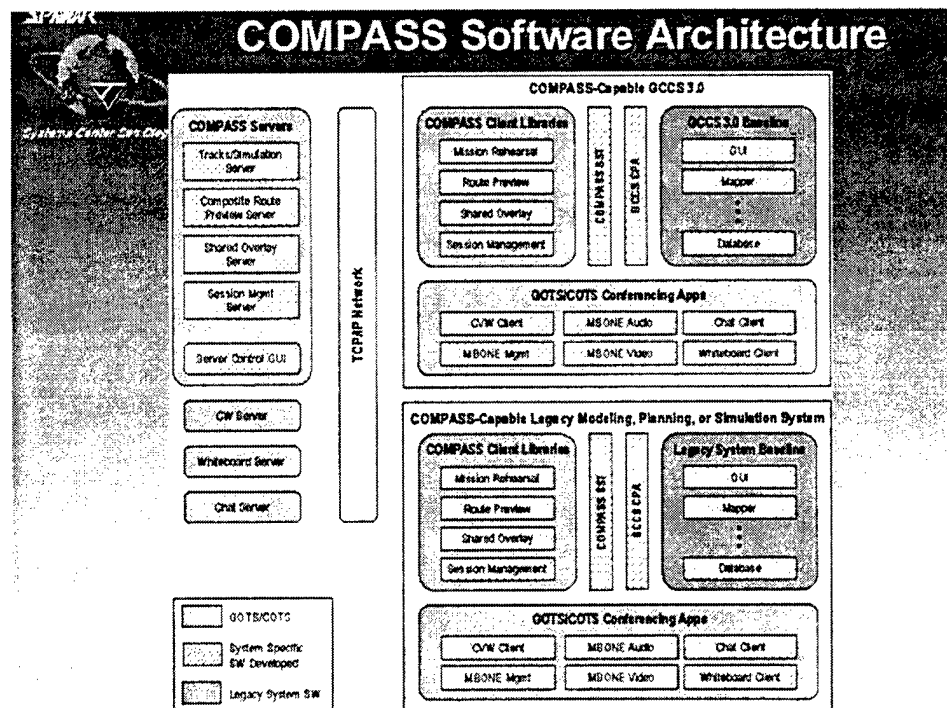 SPAWAR
COMPASS Software Architecture
Systems Center San Diego
COMPASS Servers
Tracks/Simulation
Server
Composite Route
Preview Server
Shared Overlay
Server
Session Mgmt
Server
Server Control GUI
Whiteboard Server
Chat Server
TCP/IP Network
COMPASS-Capable GCCS 3.0
COMPASS Client Libraries
Mission Rehearsal
Route Preview
Shared Overlay
Session Management
COMPASS SST
GCCS CPA
GCCS 3.0 Baseline
GUI
Mapper
Database
GOTS/COTS Conferencing Apps
CVW Client
MBONE Audio
Chat Client
MBONE Mgmt
MBONE Video
Whiteboard Client
COMPASS-Capable Legacy Modeling, Planning, or Simulation System
COMPASS Client Libraries
Mission Rehearsal
Route Preview
Shared Overlay
Session Management
COMPASS SST
GCCS CPA
Legacy System Baseline
GUI
Mapper
Database
GOTS/COTS Conferencing Apps
CVW Client
MBONE Audio
Chat Client
MBONE Mgmt
MBONE Video
Whiteboard Client
GOTS/COTS
System Specific
SW Developed
Legacy System SW